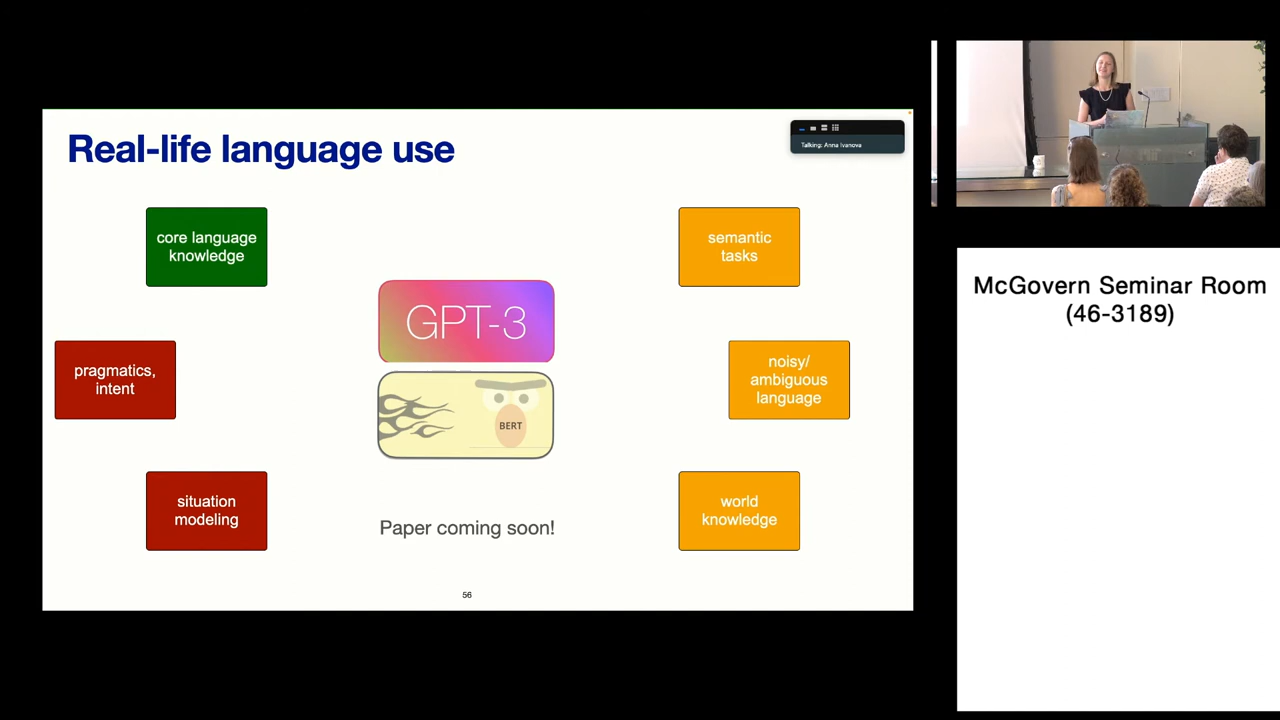 Real-life language use
Talking: Anna Ivanova
core language
knowledge
semantic
tasks
GPT-3
pragmatics,
intent
noisy/
ambiguous
language
BERT
situation
modeling
world
knowledge
Paper coming soon!
56
McGovern Seminar Room
(46-3189)